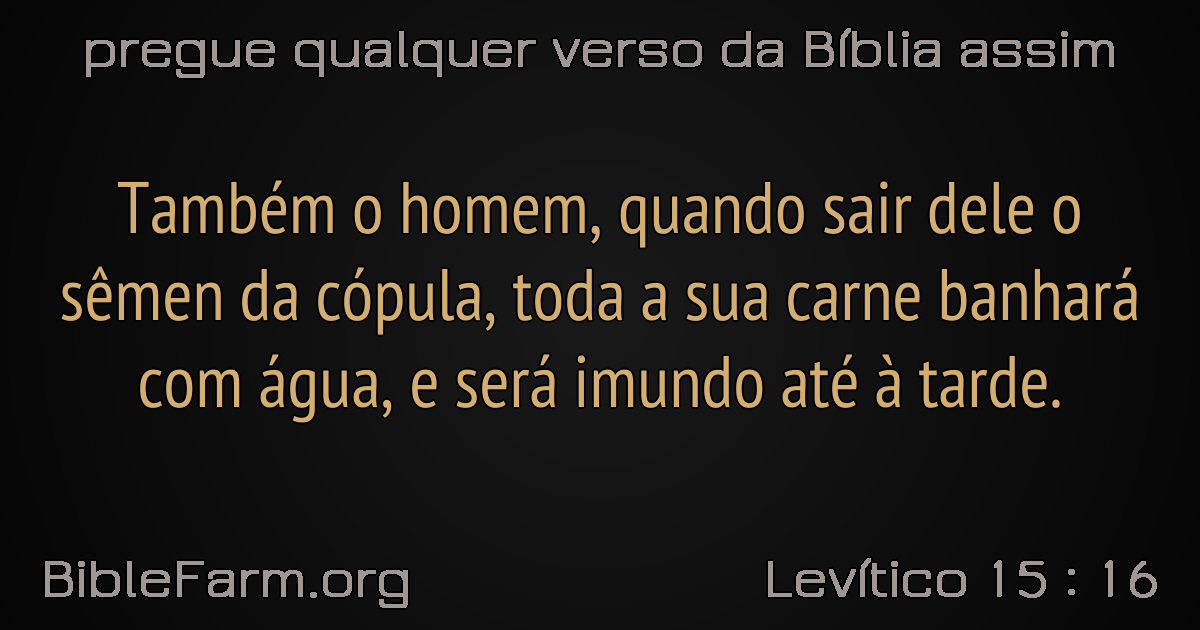 pregue qualquer verso da Bíblia assim
Também o homem, quando sair dele o
sêmen da cópula, toda a sua carne banhará
com água, e será imundo até à tarde.
BibleFarm.org
Levítico 15 : 16